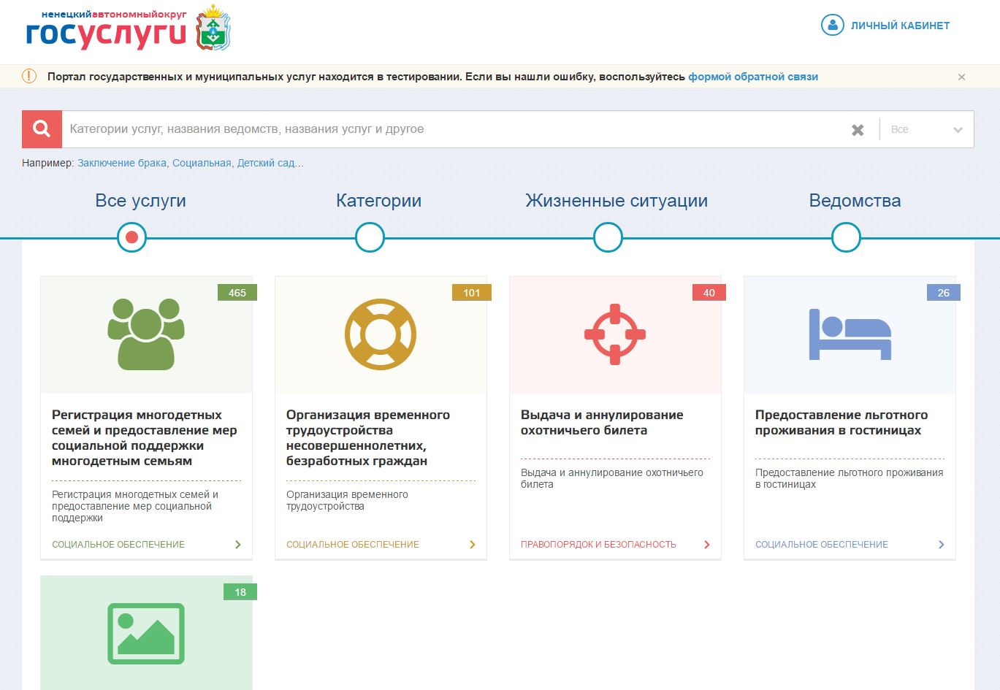 ненецкийавтономныйокруг
госуслуги
ЛИЧНЫЙ КАБИНЕТ
Портал государственных и муниципальных услуг находится в тестировании. Если вы нашли ошибку, воспользуйтесь формой обратной связи
Категории услуг, названия ведомств, названия услуг и другое
Все
Например: Заключение брака, Социальная, Детский сад…
Все услуги
Категории
Жизненные ситуации
Ведомства
465
Регистрация многодетных
семей и предоставление мер
социальной поддержки
многодетным семьям
Регистрация многодетных семей и
предоставление мер социальной
поддержки
СОЦИАЛЬНОЕ ОБЕСПЕЧЕНИЕ
101
Организация временного
трудоустройства
несовершеннолетних,
безработных граждан
Организация временного
трудоустройства
СОЦИАЛЬНОЕ ОБЕСПЕЧЕНИЕ
40
Выдача и аннулирование
охотничьего билета
Выдача и аннулирование охотничьего
билета
ПРАВОПОРЯДОК И БЕЗОПАСНОСТЬ
26
Предоставление льготного
проживания в гостиницах
Предоставление льготного проживания
в гостиницах
СОЦИАЛЬНОЕ ОБЕСПЕЧЕНИЕ
18